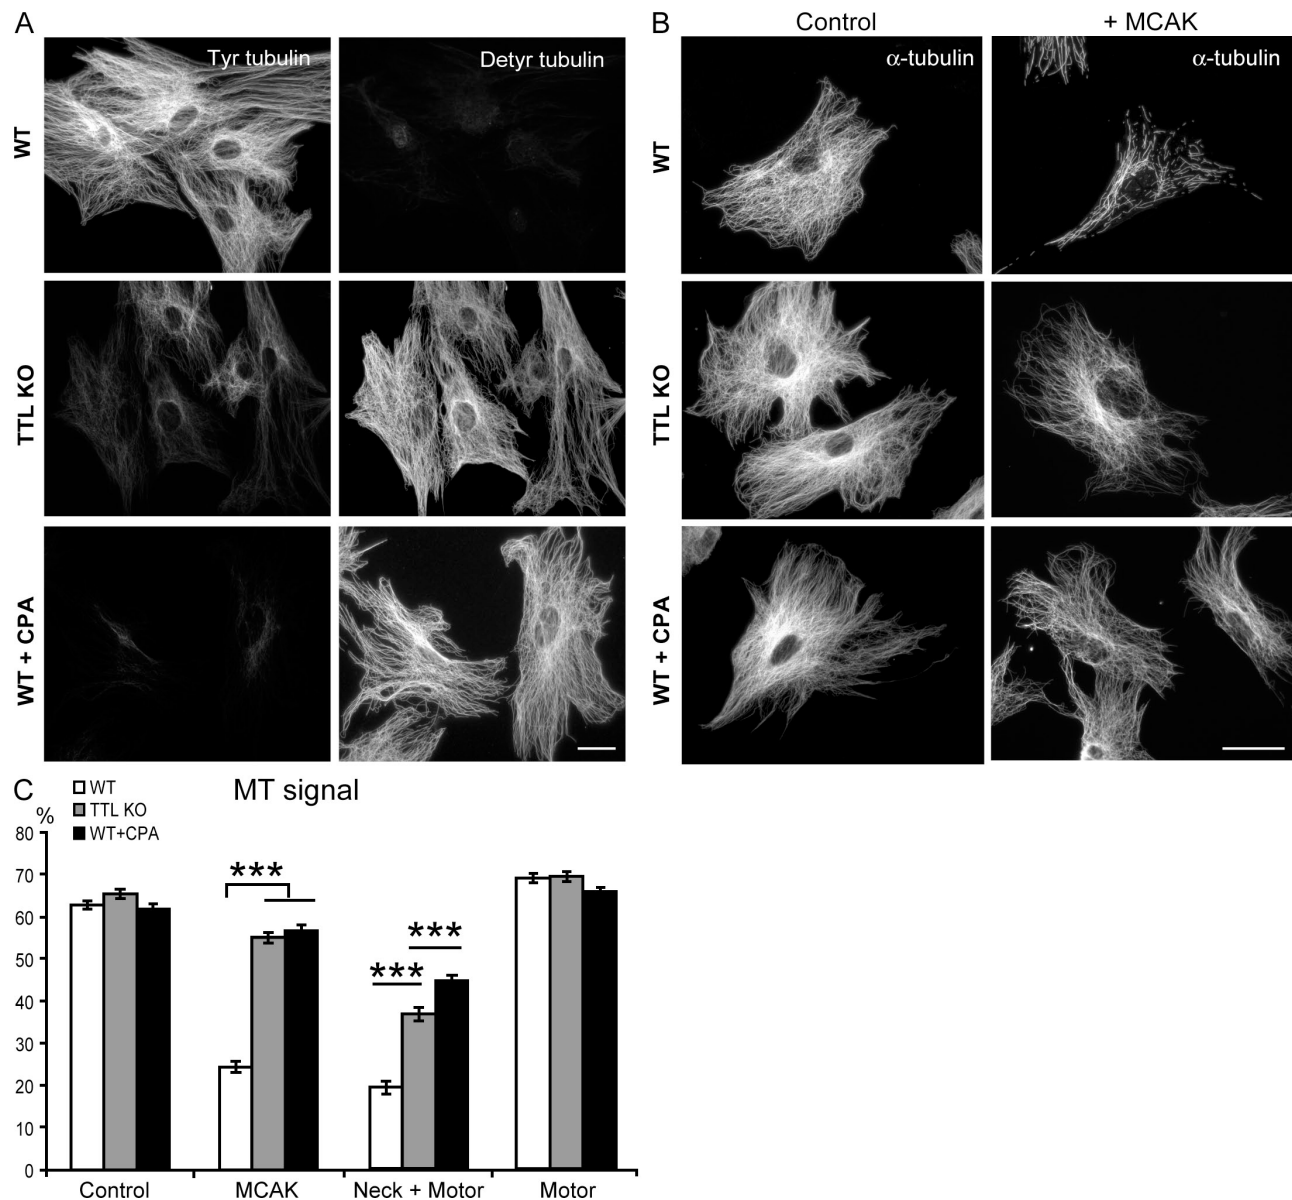 A
B
Control
+ MCAK
Tyr tubulin
Detyr tubulin
α-tubulin
α-tubulin
WT
WT
TTL KO
TTL KO
WT + CPA
WT + CPA
C
MT signal
WT
TTL KO
WT+CPA
%
80
70
60
50
40
30
20
10
0
***
***
***
Control
MCAK
Neck + Motor
Motor